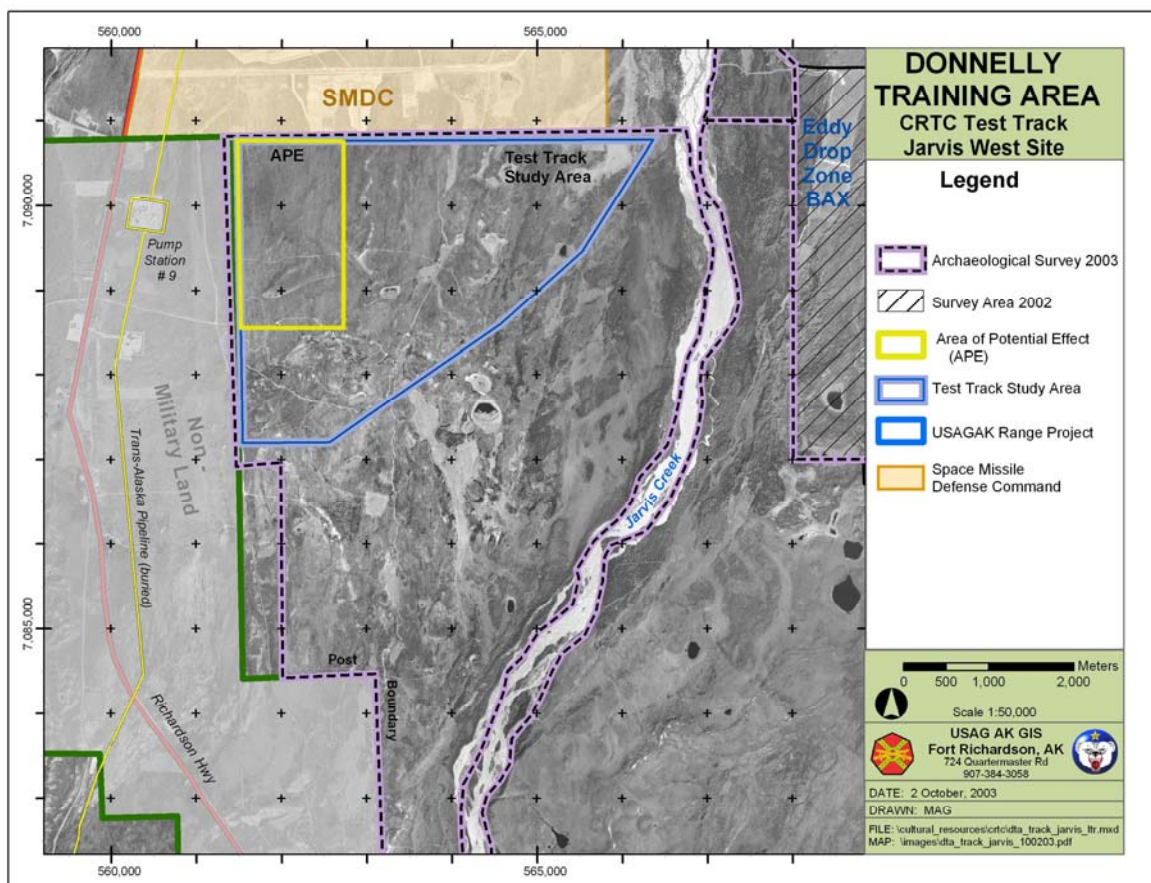 560,000
565,000
SMDC
APE
Test Track
Study Area
Eddy
Drop
Zone
BAX
7,090,000
Pump
Station
# 9
Non -
Military Land
Trans-Alaska Pipeline (buried)
Jarvis Creek
7,085,000
Post
Boundary
Richardson Hwy
560,000
565,000
DONNELLY
TRAINING AREA
CRTC Test Track
Jarvis West Site
Legend
Archaeological Survey 2003
Survey Area 2002
Area of Potential Effect
(APE)
Test Track Study Area
USAGAK Range Project
Space Missile
Defense Command
Meters
0 500 1,000 2,000
Scale 1:50,000
USAG AK GIS
Fort Richardson, AK
724 Quartermaster Rd
907-384-3058
DATE: 2 October, 2003
DRAWN: MAG
FILE: \cultural_resources\crtc\dta_track_jarvis_ltr.mxd
MAP: \images\dta_track_jarvis_100203.pdf